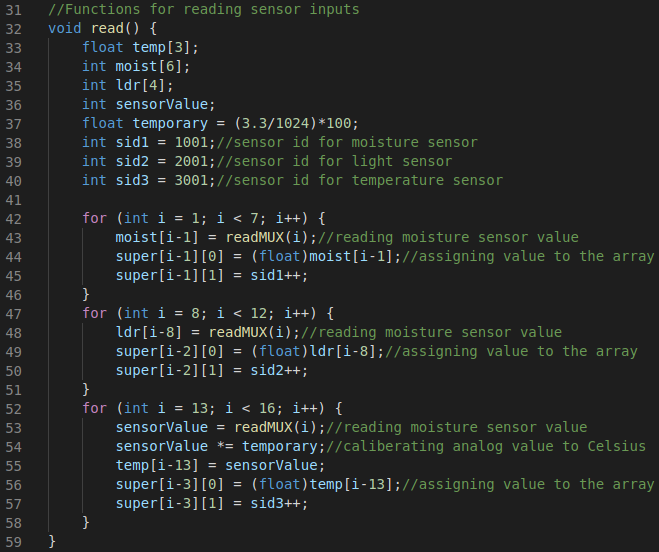 31 //Functions for reading sensor inputs
32 void read() {
33     float temp[3];
34     int moist[6];
35     int ldr[4];
36     int sensorValue;
37     float temporary = (3.3/1024)*100;
38     int sid1 = 1001;//sensor id for moisture sensor
39     int sid2 = 2001;//sensor id for light sensor
40     int sid3 = 3001;//sensor id for temperature sensor
41
42     for (int i = 1; i < 7; i++) {
43         moist[i-1] = readMUX(i);//reading moisture sensor value
44         super[i-1][0] = (float)moist[i-1];//assigning value to the array
45         super[i-1][1] = sid1++;
46     }
47     for (int i = 8; i < 12; i++) {
48         ldr[i-8] = readMUX(i);//reading moisture sensor value
49         super[i-2][0] = (float)ldr[i-8];//assigning value to the array
50         super[i-2][1] = sid2++;
51     }
52     for (int i = 13; i < 16; i++) {
53         sensorValue = readMUX(i);//reading moisture sensor value
54         sensorValue *= temporary;//caliberating analog value to Celsius
55         temp[i-13] = sensorValue;
56         super[i-3][0] = (float)temp[i-13];//assigning value to the array
57         super[i-3][1] = sid3++;
58     }
59 }